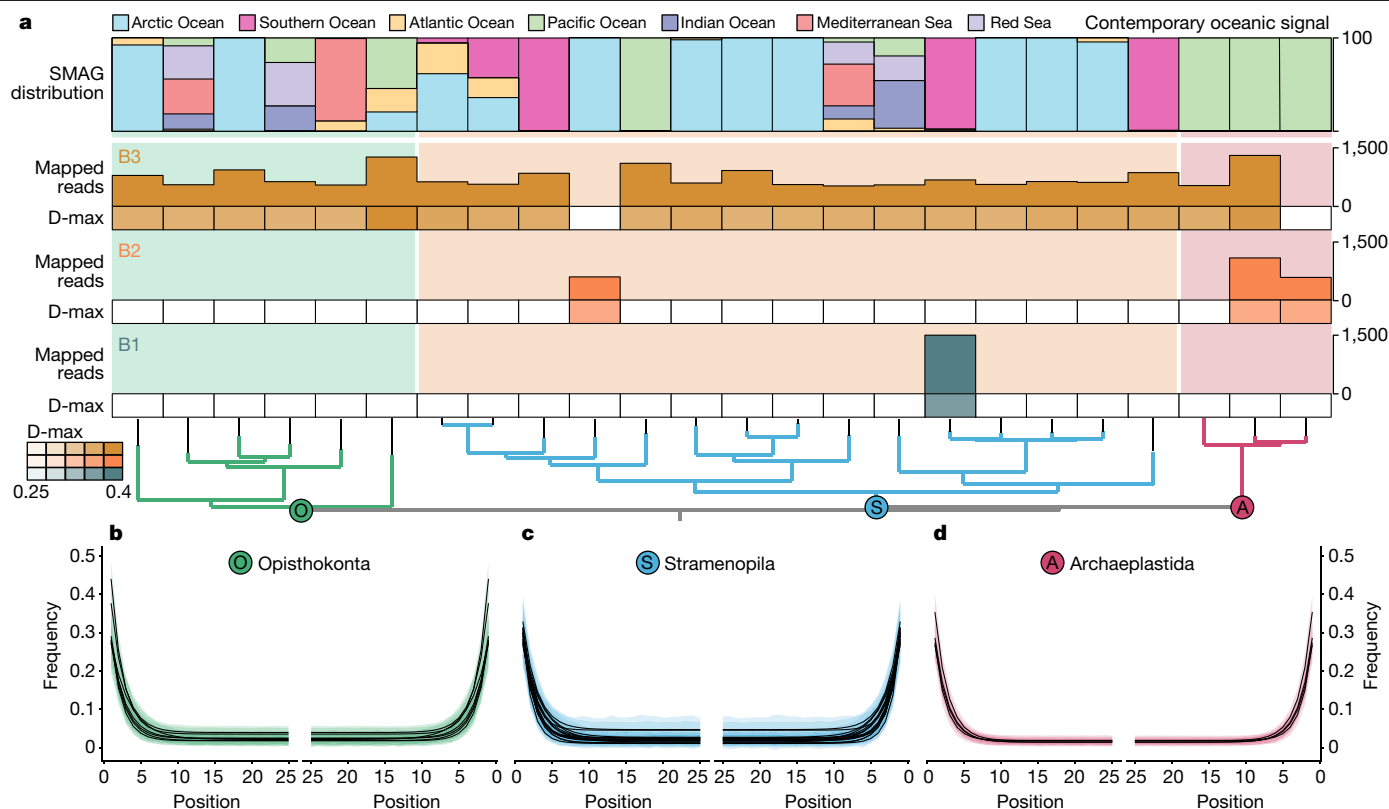 a
Arctic Ocean Southern Ocean Atlantic Ocean Pacific Ocean Indian Ocean Mediterranean Sea Red Sea Contemporary oceanic signal
SMAG
distribution
100
B3
Mapped
reads
1,500
0
D-max
B2
Mapped
reads
1,500
0
D-max
B1
Mapped
reads
1,500
0
D-max
D-max
0.25 0.4
O S A
b c d
O Opisthokonta S Stramenopila A Archaeplastida
Frequency
0.5
0.4
0.3
0.2
0.1
0
0 5 10 15 20 25 25 20 15 10 5 0
Position Position
0 5 10 15 20 25 25 20 15 10 5 0
Position Position
0 5 10 15 20 25 25 20 15 10 5 0
Position Position
0.5
0.4
0.3
0.2
0.1
0
Frequency